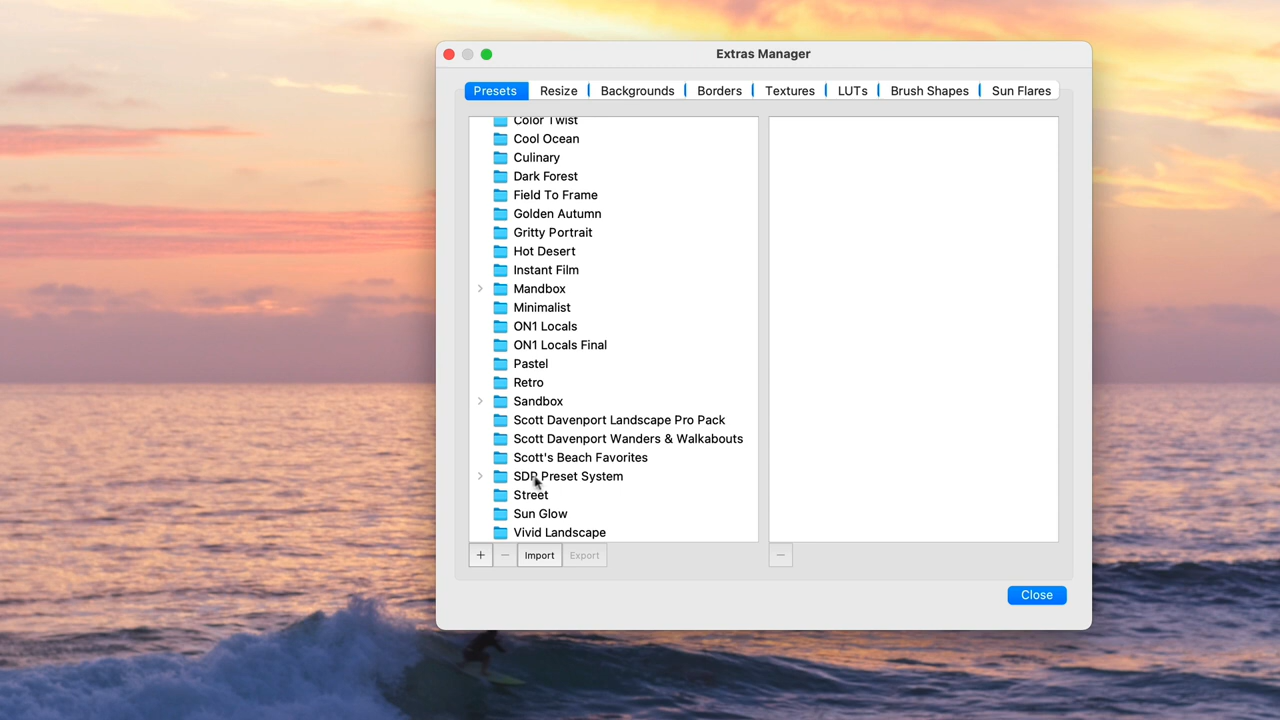 Extras Manager
Presets Resize Backgrounds Borders Textures LUTs Brush Shapes Sun Flares
Color Twist
Cool Ocean
Culinary
Dark Forest
Field To Frame
Golden Autumn
Gritty Portrait
Hot Desert
Instant Film
Mandbox
Minimalist
ON1 Locals
ON1 Locals Final
Pastel
Retro
Sandbox
Scott Davenport Landscape Pro Pack
Scott Davenport Wanders & Walkabouts
Scott's Beach Favorites
SDP Preset System
Street
Sun Glow
Vivid Landscape
+ − Import Export −
Close